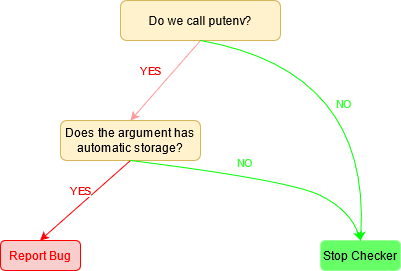 Do we call putenv?
YES
NO
Does the argument has
automatic storage?
NO
YES
Report Bug
Stop Checker